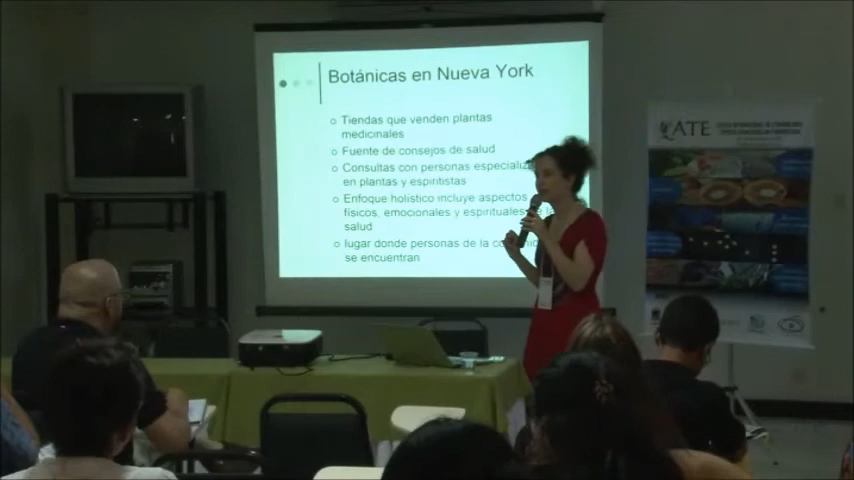 Botánicas en Nueva York
Tiendas que venden plantas
medicinales
Fuente de consejos de salud
Consultas con personas
en plantas y espiritistas
Enfoque holístico incluye aspectos
físicos, emocionales y espirituales de
salud
lugar donde personas de la
se encuentran
ATE